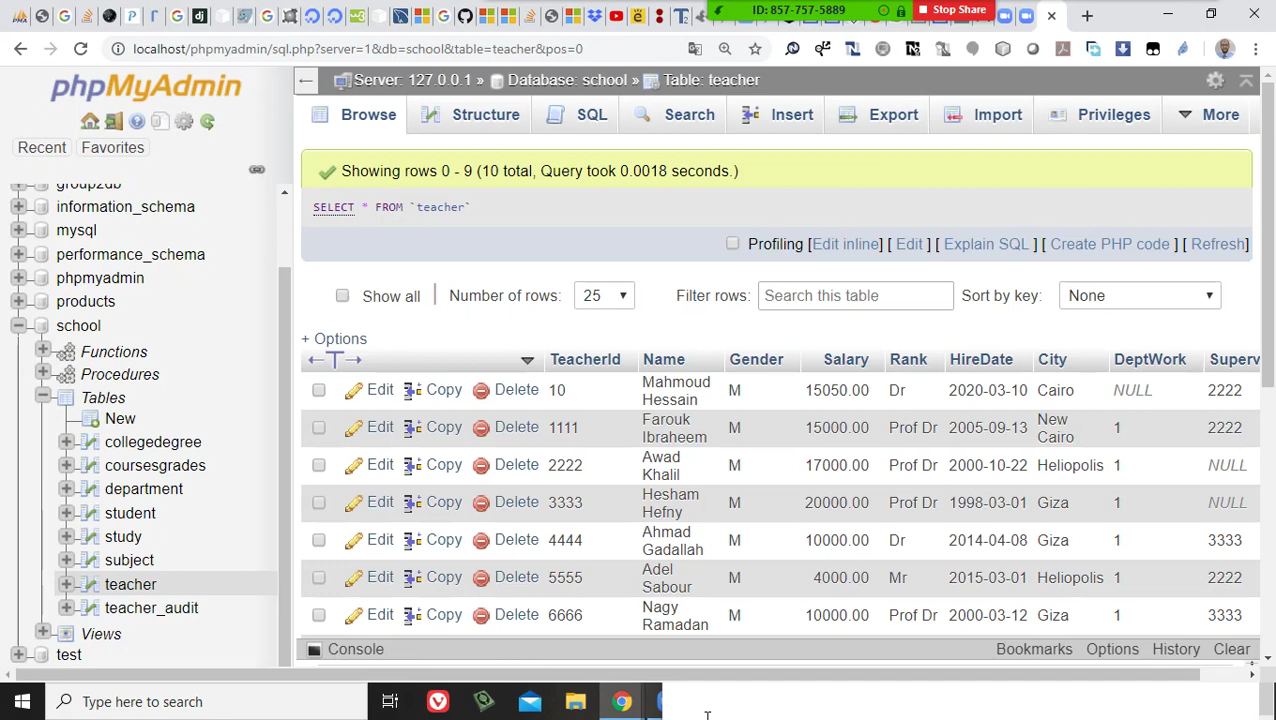 ID: 857-757-5889 Stop Share
localhost/phpmyadmin/sql.php?server=1&db=school&table=teacher&pos=0
phpMyAdmin
Recent Favorites
group2db
information_schema
mysql
performance_schema
phpmyadmin
products
school
Functions
Procedures
Tables
New
collegedegree
coursesgrades
department
student
study
subject
teacher
teacher_audit
Views
test
Server: 127.0.0.1 » Database: school » Table: teacher
Browse Structure SQL Search Insert Export Import Privileges More
Showing rows 0 - 9 (10 total, Query took 0.0018 seconds.)
SELECT * FROM `teacher`
Profiling [Edit inline] [ Edit ] [ Explain SQL ] [ Create PHP code ] [ Refresh]
Show all Number of rows: 25 Filter rows: Search this table Sort by key: None
+ Options
TeacherId Name Gender Salary Rank HireDate City DeptWork Superv
Edit Copy Delete 10 Mahmoud Hessain M 15050.00 Dr 2020-03-10 Cairo NULL 2222
Edit Copy Delete 1111 Farouk Ibraheem M 15000.00 Prof Dr 2005-09-13 New Cairo 1 2222
Edit Copy Delete 2222 Awad Khalil M 17000.00 Prof Dr 2000-10-22 Heliopolis 1 NULL
Edit Copy Delete 3333 Hesham Hefny M 20000.00 Prof Dr 1998-03-01 Giza 1 NULL
Edit Copy Delete 4444 Ahmad Gadallah M 10000.00 Dr 2014-04-08 Giza 1 3333
Edit Copy Delete 5555 Adel Sabour M 4000.00 Mr 2015-03-01 Heliopolis 1 2222
Edit Copy Delete 6666 Nagy Ramadan M 10000.00 Prof Dr 2000-03-12 Giza 1 3333
Console Bookmarks Options History Clear
Type here to search